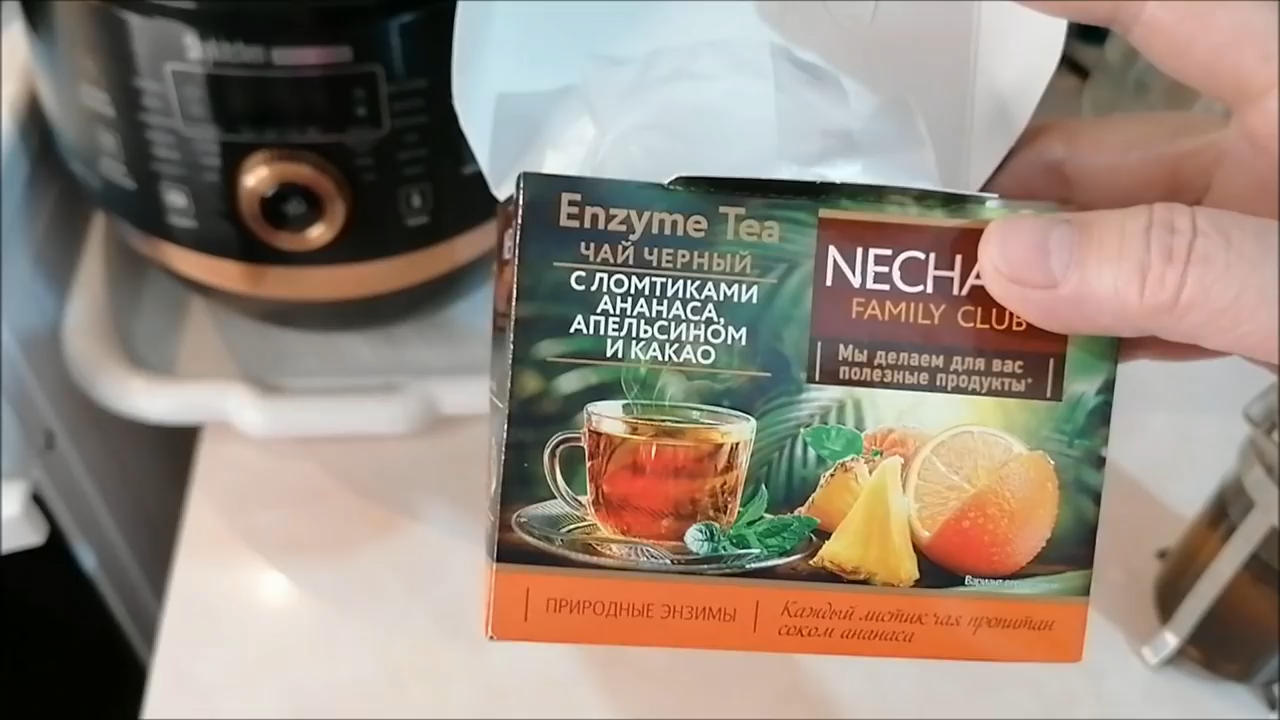 Enzyme Tea
ЧАЙ ЧЕРНЫЙ
С ЛОМТИКАМИ
АНАНАСА,
АПЕЛЬСИНОМ
И КАКАО
NECHA
FAMILY CLUB
Мы делаем для вас
полезные продукты*
Вариант
ПРИРОДНЫЕ ЭНЗИМЫ
Каждый листик чая пропитан
соком ананаса